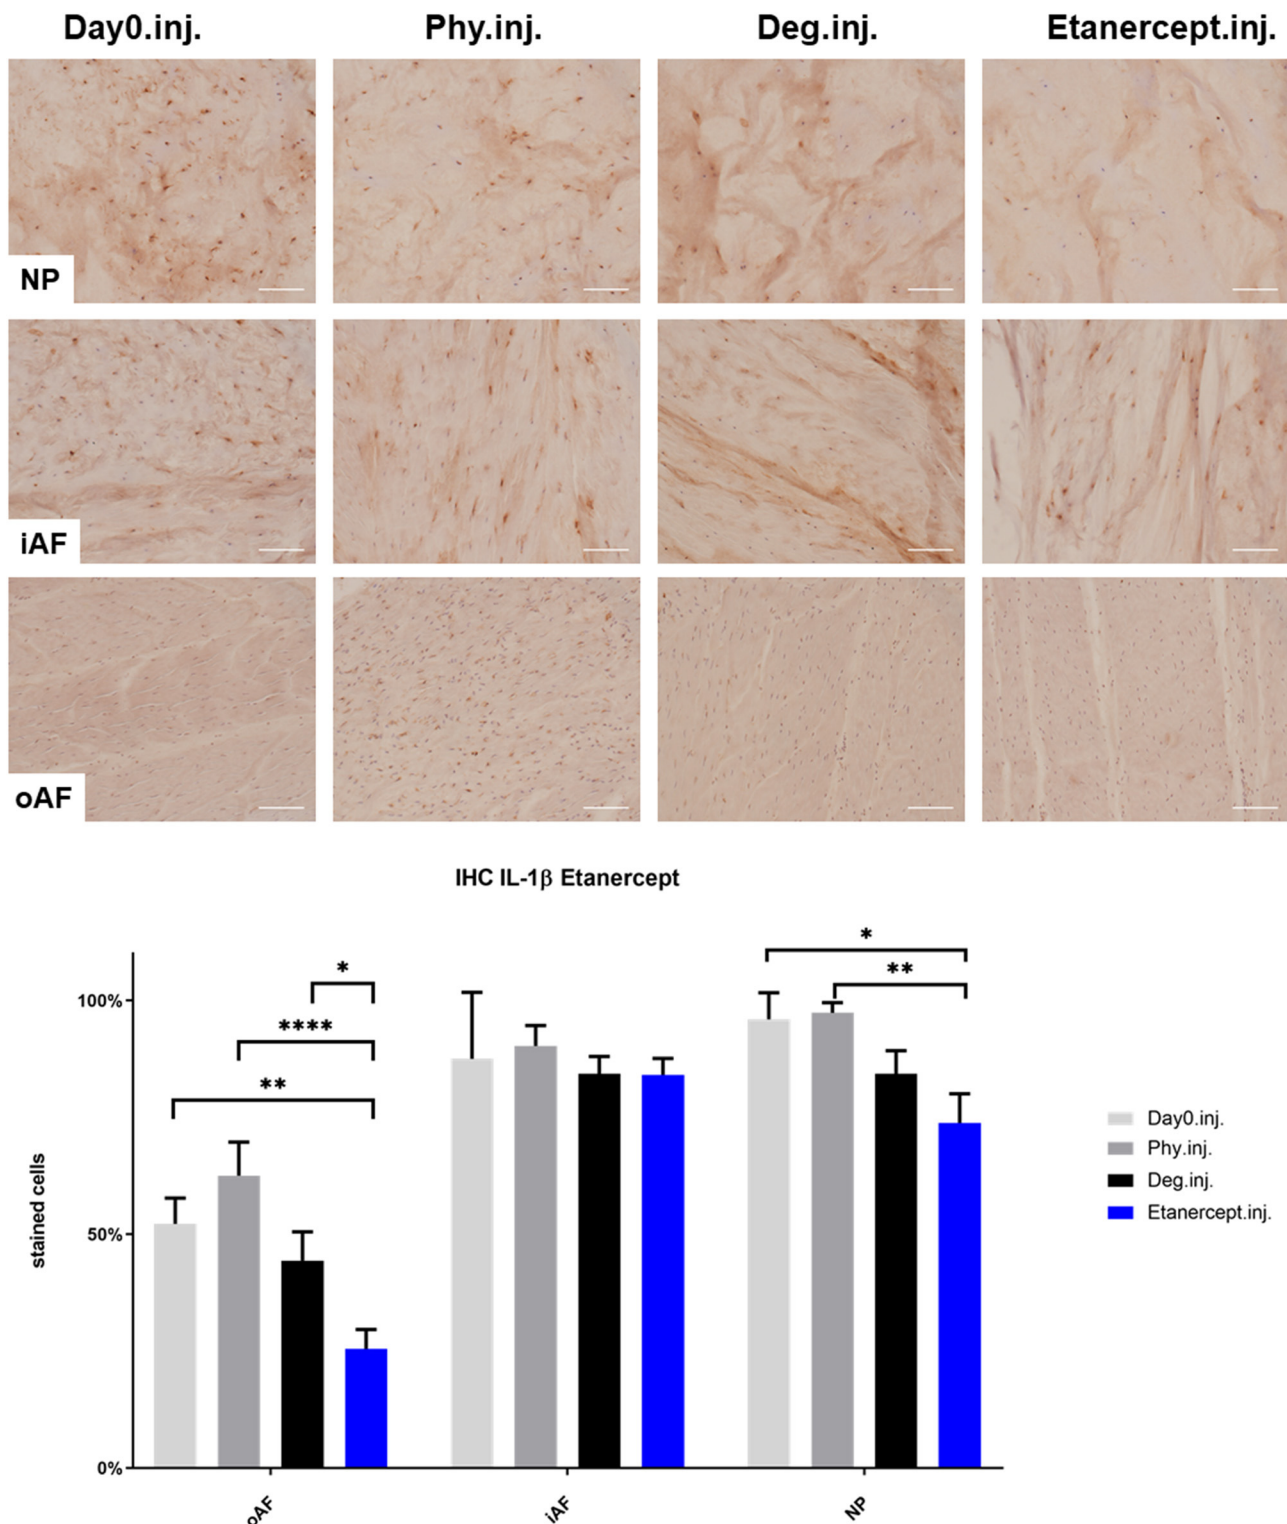 Day0.inj. Phy.inj. Deg.inj. Etanercept.inj.
NP
iAF
oAF
IHC IL-1β Etanercept
*
**
*
****
**
100%
50%
0%
stained cells
Day0.inj.
Phy.inj.
Deg.inj.
Etanercept.inj.
oAF iAF NP